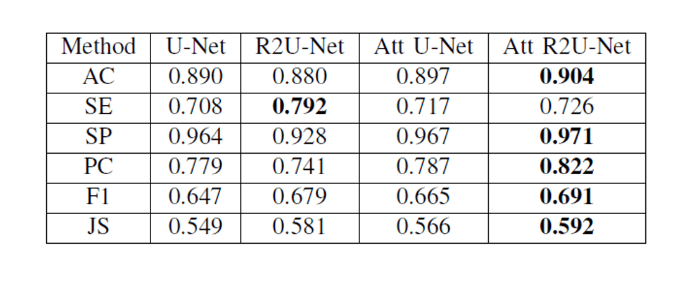 Method U-Net R2U-Net Att U-Net Att R2U-Net
AC 0.890 0.880 0.897 0.904
SE 0.708 0.792 0.717 0.726
SP 0.964 0.928 0.967 0.971
PC 0.779 0.741 0.787 0.822
F1 0.647 0.679 0.665 0.691
JS 0.549 0.581 0.566 0.592